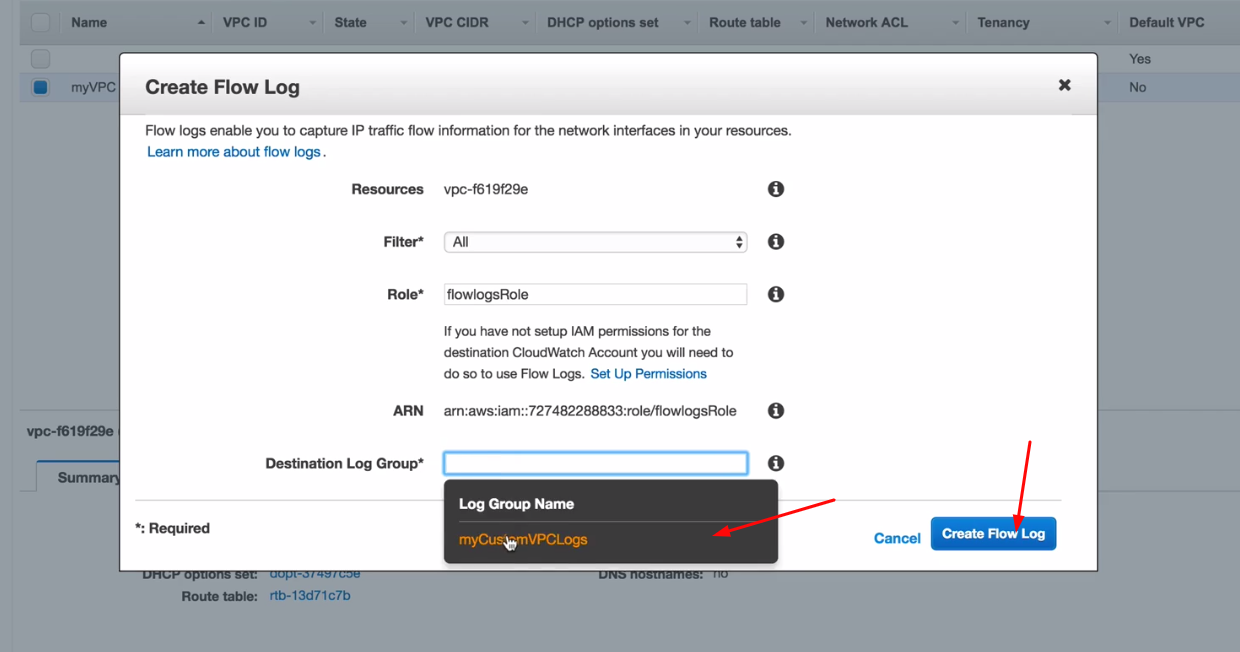 Name VPC ID State VPC CIDR DHCP options set Route table Network ACL Tenancy Default VPC
Yes
myVPC No
Create Flow Log
Flow logs enable you to capture IP traffic flow information for the network interfaces in your resources.
Learn more about flow logs.
Resources vpc-f619f29e
Filter* All
Role* flowlogsRole
If you have not setup IAM permissions for the
destination CloudWatch Account you will need to
do so to use Flow Logs. Set Up Permissions
ARN arn:aws:iam::727482288833:role/flowlogsRole
vpc-f619f29e
Destination Log Group*
Summary
Log Group Name
*: Required
myCustomVPCLogs
Cancel Create Flow Log
DHCP options set: dopt-37497c5e DNS hostnames: no
Route table: rtb-13d71c7b